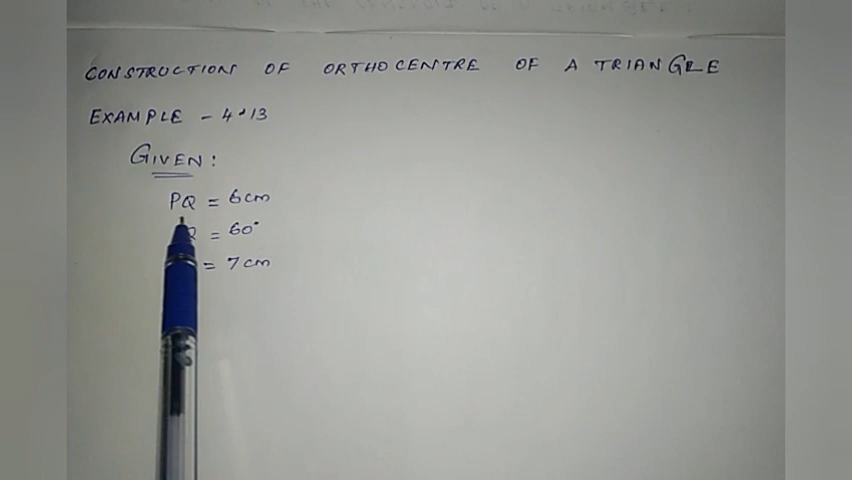 CONSTRUCTION OF ORTHOCENTRE OF A TRIANGLE
EXAMPLE - 4.13
GIVEN:
PQ = 6cm
Q = 60°
= 7cm